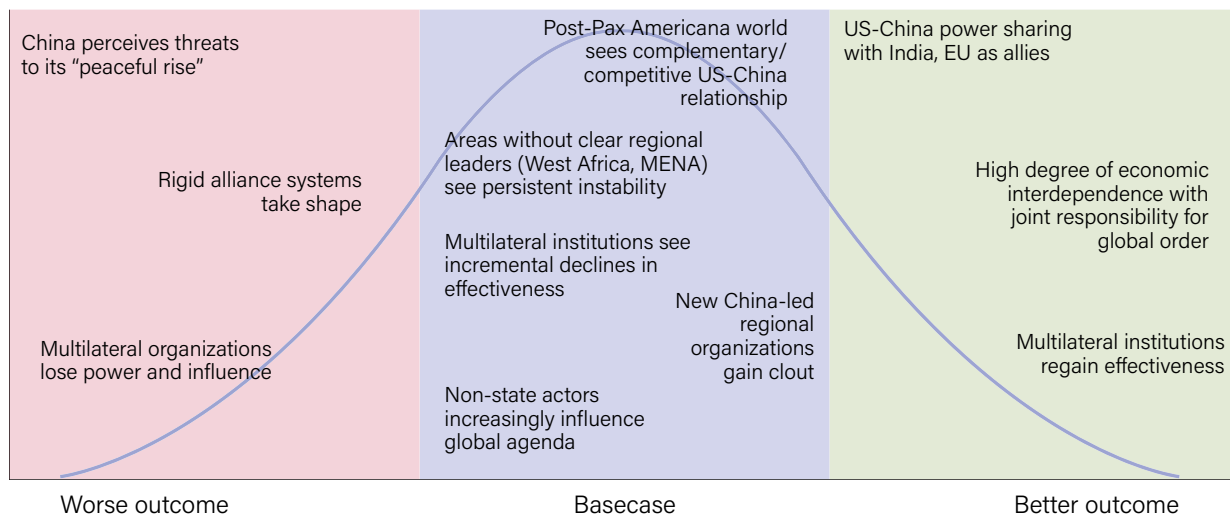 China perceives threats
to its “peaceful rise”
Rigid alliance systems
take shape
Multilateral organizations
lose power and influence
Post-Pax Americana world
sees complementary/
competitive US-China
relationship
Areas without clear regional
leaders (West Africa, MENA)
see persistent instability
Multilateral institutions see
incremental declines in
effectiveness
New China-led
regional
organizations
gain clout
Non-state actors
increasingly influence
global agenda
US-China power sharing
with India, EU as allies
High degree of economic
interdependence with
joint responsibility for
global order
Multilateral institutions
regain effectiveness
Worse outcome
Basecase
Better outcome